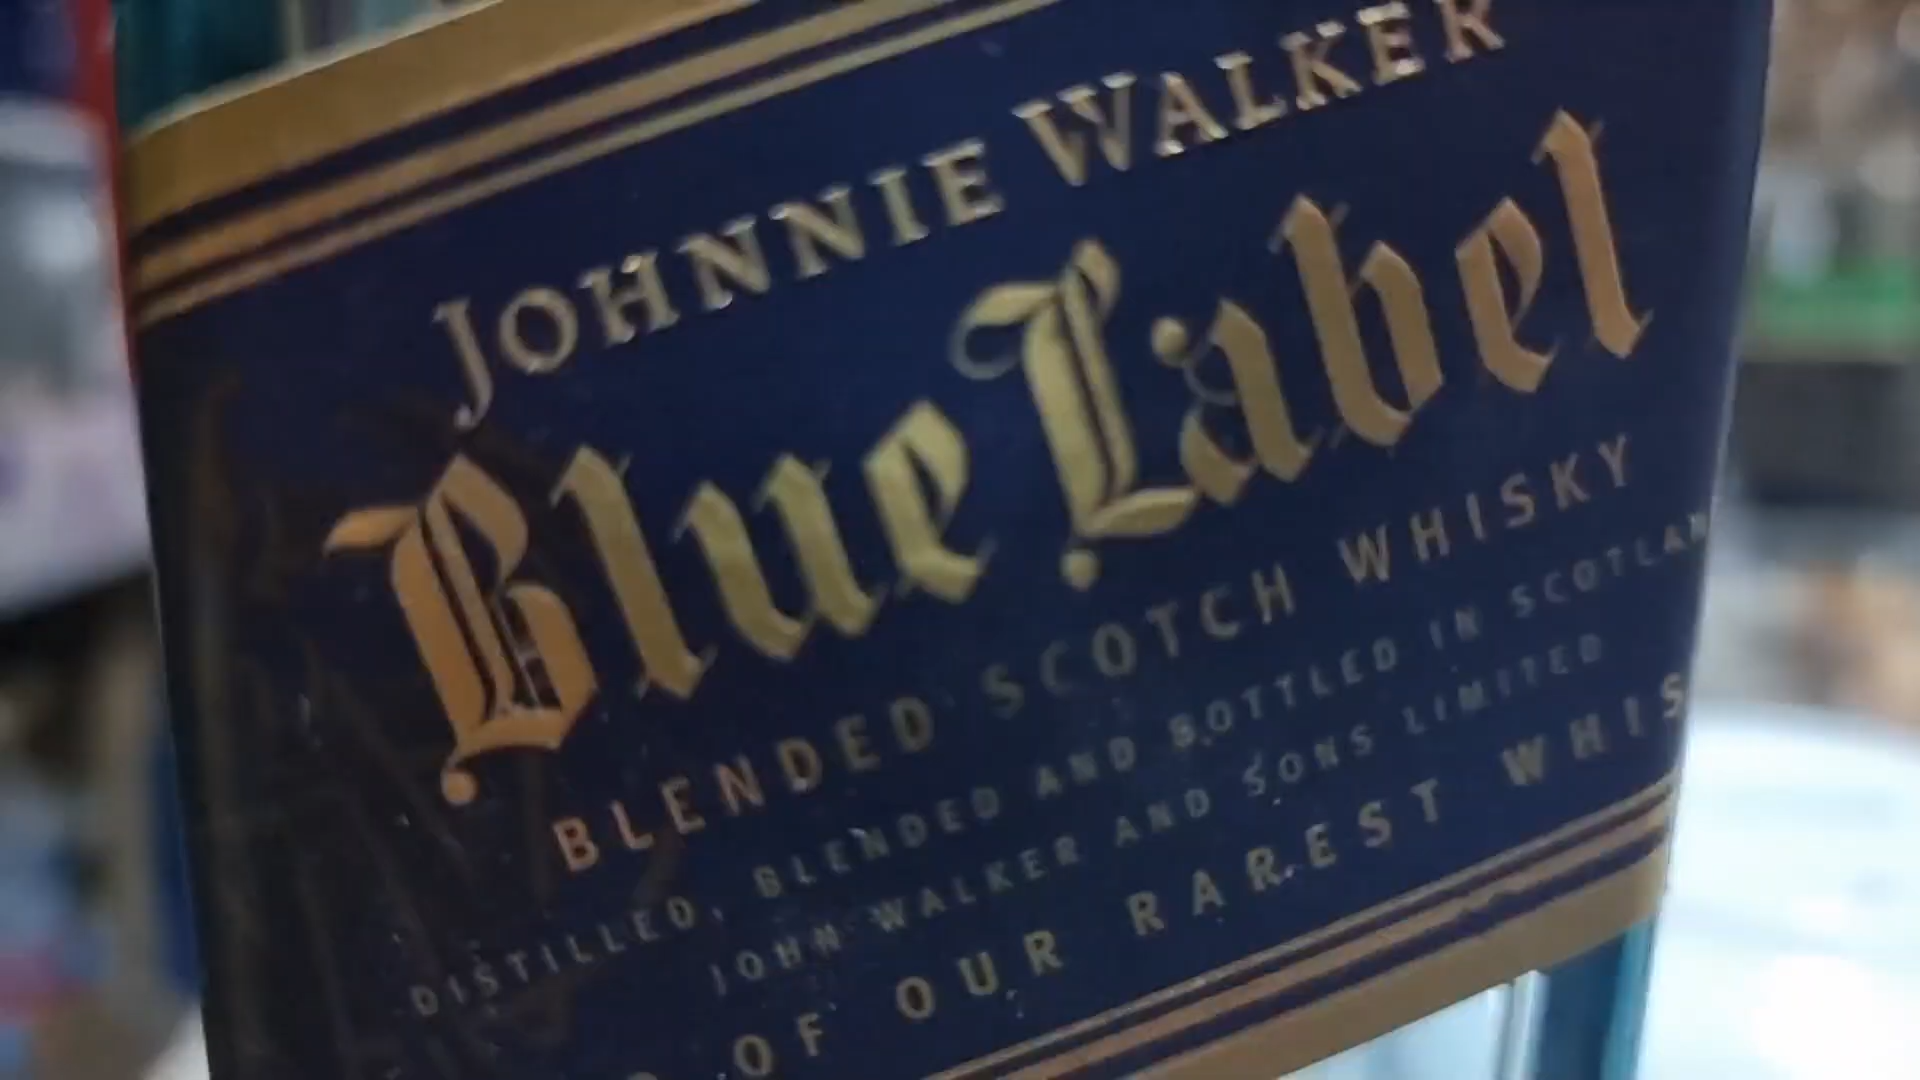 JOHNNIE WALKER
Blue Label
BLENDED SCOTCH WHISKY
DISTILLED, BLENDED AND BOTTLED IN SCOTLAN
JOHN WALKER AND SONS LIMITED
OF OUR RAREST WHIS